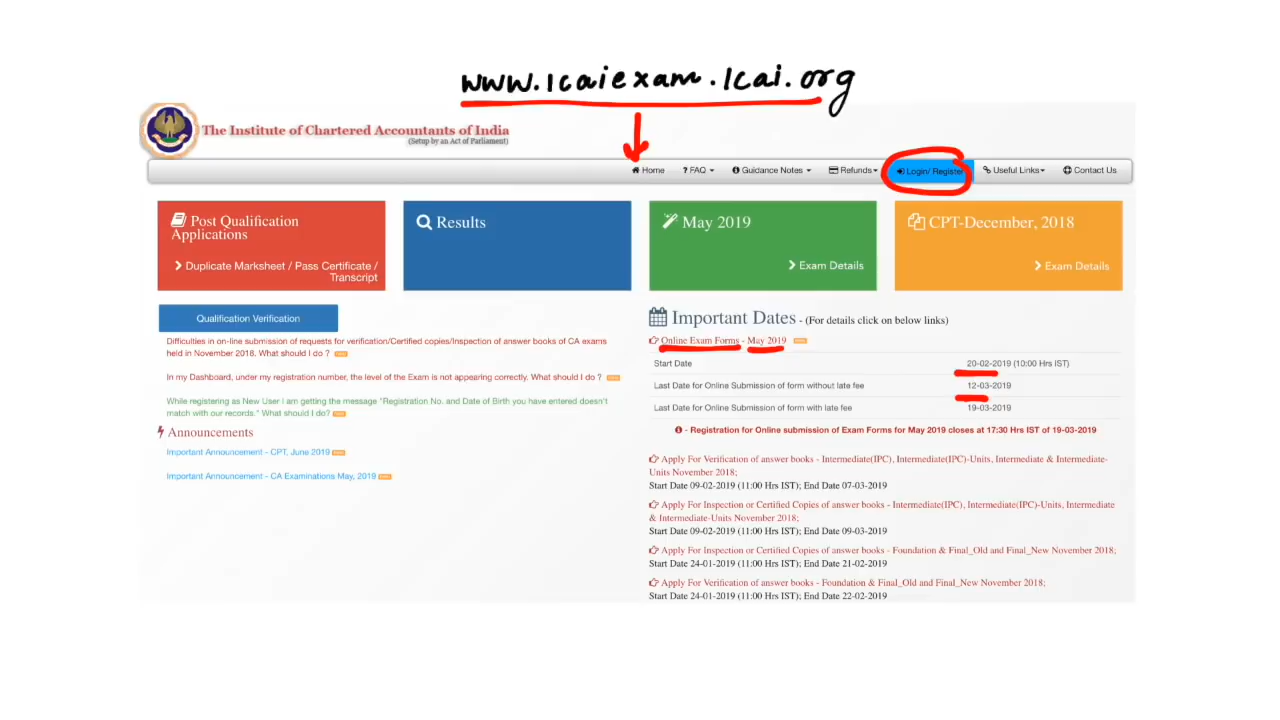 www.icaiexam.icai.org
The Institute of Chartered Accountants of India
(Setup by an Act of Parliament)
Home ? FAQ Guidance Notes Refunds Login/ Register Useful Links Contact Us
Post Qualification
Applications
Duplicate Marksheet / Pass Certificate /
Transcript
Results
May 2019
Exam Details
CPT-December, 2018
Exam Details
Qualification Verification
Difficulties in on-line submission of requests for verification/Certified copies/Inspection of answer books of CA exams
held in November 2018. What should I do ?
In my Dashboard, under my registration number, the level of the Exam is not appearing correctly. What should I do ?
While registering as New User I am getting the message "Registration No. and Date of Birth you have entered doesn't
match with our records." What should I do?
Announcements
Important Announcement - CPT, June 2019
Important Announcement - CA Examinations May, 2019
Important Dates - (For details click on below links)
Online Exam Forms - May 2019
Start Date 20-02-2019 (10:00 Hrs IST)
Last Date for Online Submission of form without late fee 12-03-2019
Last Date for Online Submission of form with late fee 19-03-2019
- Registration for Online submission of Exam Forms for May 2019 closes at 17:30 Hrs IST of 19-03-2019
Apply For Verification of answer books - Intermediate(IPC), Intermediate(IPC)-Units, Intermediate & Intermediate-
Units November 2018;
Start Date 09-02-2019 (11:00 Hrs IST); End Date 07-03-2019
Apply For Inspection or Certified Copies of answer books - Intermediate(IPC), Intermediate(IPC)-Units, Intermediate
& Intermediate-Units November 2018;
Start Date 09-02-2019 (11:00 Hrs IST); End Date 09-03-2019
Apply For Inspection or Certified Copies of answer books - Foundation & Final_Old and Final_New November 2018;
Start Date 24-01-2019 (11:00 Hrs IST); End Date 21-02-2019
Apply For Verification of answer books - Foundation & Final_Old and Final_New November 2018;
Start Date 24-01-2019 (11:00 Hrs IST); End Date 22-02-2019